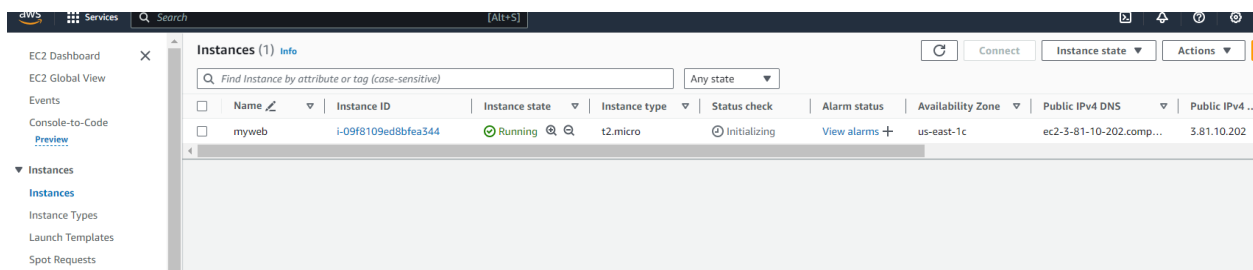 aws Services Search [Alt+S]
EC2 Dashboard
EC2 Global View
Events
Console-to-Code
Preview
Instances
Instances
Instance Types
Launch Templates
Spot Requests
Instances (1) Info
Connect Instance state Actions
Find Instance by attribute or tag (case-sensitive) Any state
Name Instance ID Instance state Instance type Status check Alarm status Availability Zone Public IPv4 DNS Public IPv4 ...
myweb i-09f8109ed8bfea344 Running t2.micro Initializing View alarms + us-east-1c ec2-3-81-10-202.comp... 3.81.10.202